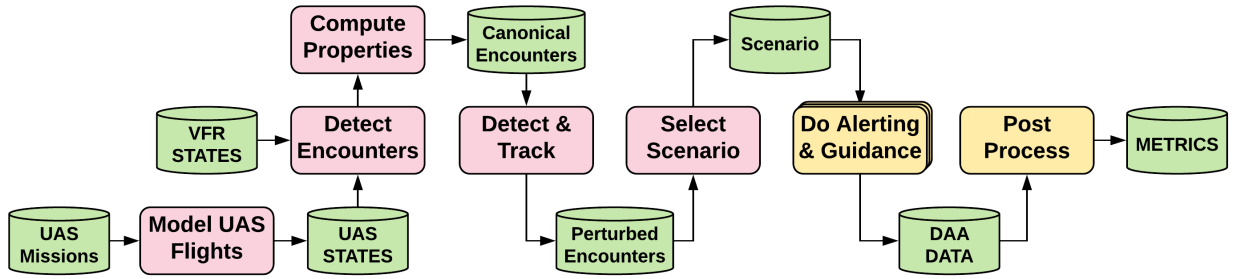 UAS
Missions
Model UAS
Flights
UAS
STATES
VFR
STATES
Detect
Encounters
Compute
Properties
Canonical
Encounters
Detect &
Track
Perturbed
Encounters
Select
Scenario
Scenario
Do Alerting
& Guidance
DAA
DATA
Post
Process
METRICS